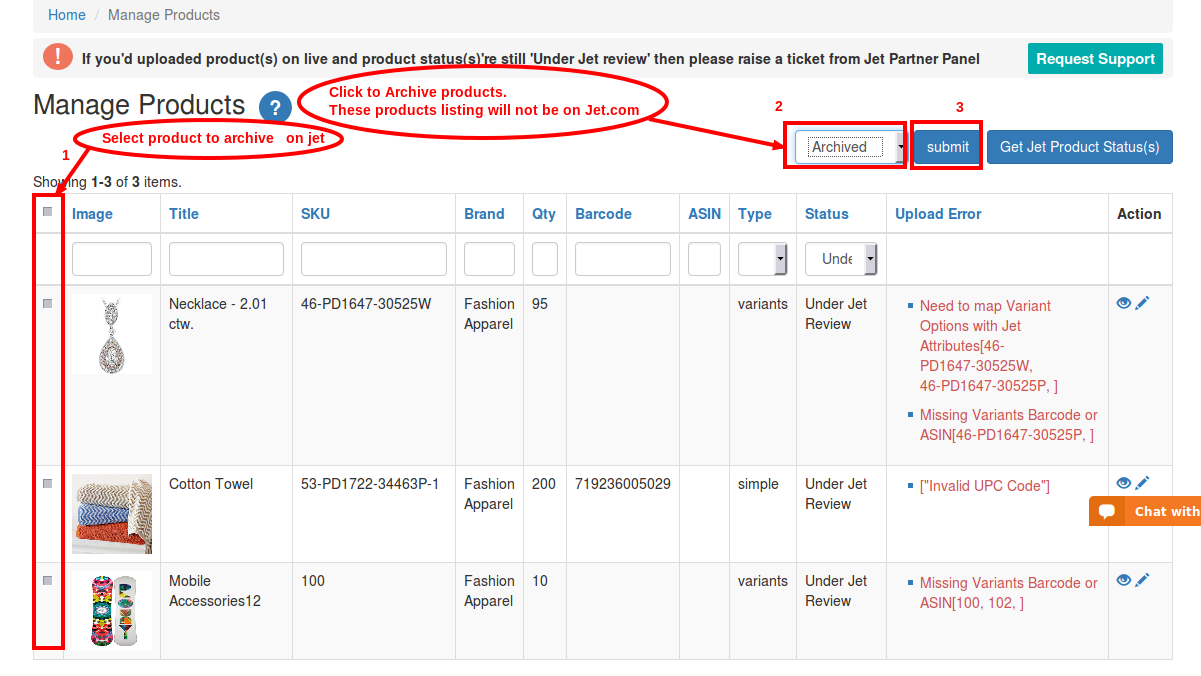 Home / Manage Products
! If you'd uploaded product(s) on live and product status(s)'re still 'Under Jet review' then please raise a ticket from Jet Partner Panel Request Support
Manage Products ?
Click to Archive products.
These products listing will not be on Jet.com
Select product to archive on jet
1
2
3
Archived submit Get Jet Product Status(s)
Showing 1-3 of 3 items.
Image Title SKU Brand Qty Barcode ASIN Type Status Upload Error Action
Unde
Necklace - 2.01
ctw.
46-PD1647-30525W
Fashion
Apparel
95
variants
Under Jet
Review
Need to map Variant
Options with Jet
Attributes[46-
PD1647-30525W,
46-PD1647-30525P, ]
Missing Variants Barcode or
ASIN[46-PD1647-30525P, ]
Cotton Towel
53-PD1722-34463P-1
Fashion
Apparel
200
719236005029
simple
Under Jet
Review
["Invalid UPC Code"]
Chat with
Mobile
Accessories12
100
Fashion
Apparel
10
variants
Under Jet
Review
Missing Variants Barcode or
ASIN[100, 102, ]